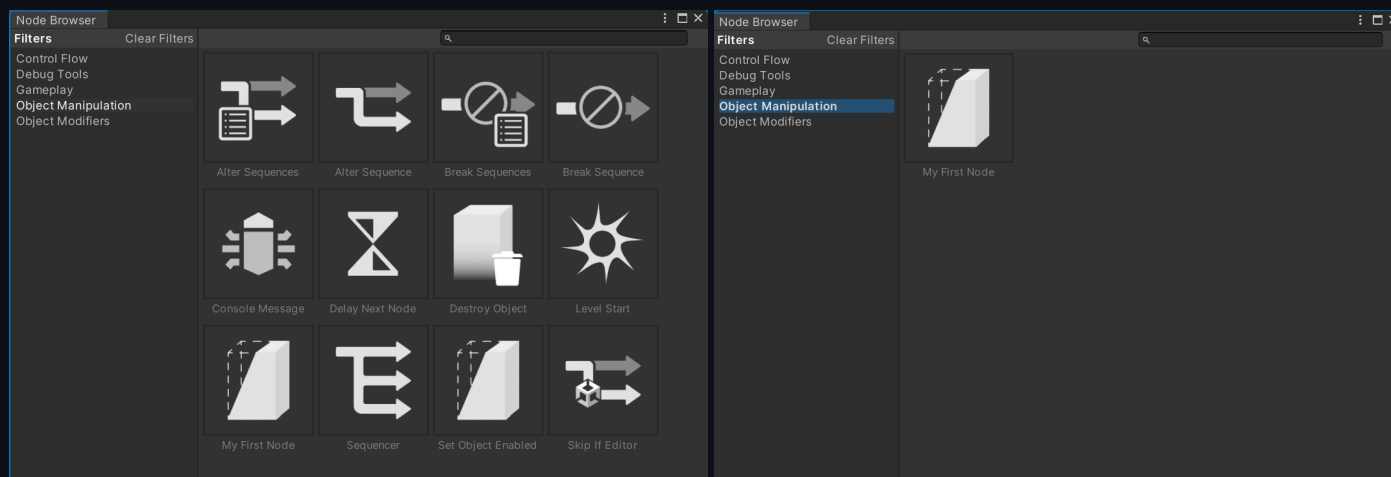 Node Browser
Filters Clear Filters
Control Flow
Debug Tools
Gameplay
Object Manipulation
Object Modifiers
Alter Sequences Alter Sequence Break Sequences Break Sequence
Console Message Delay Next Node Destroy Object Level Start
My First Node Sequencer Set Object Enabled Skip If Editor
Node Browser
Filters Clear Filters
Control Flow
Debug Tools
Gameplay
Object Manipulation
Object Modifiers
My First Node